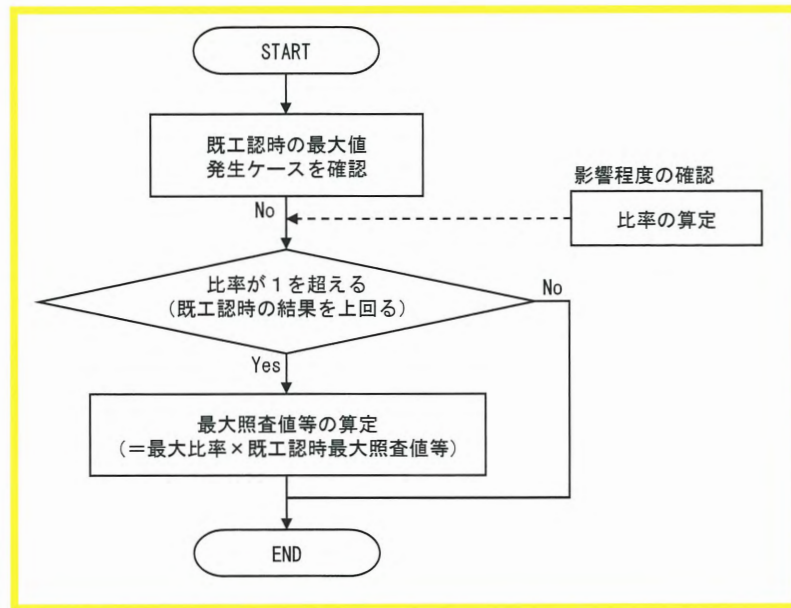 START
既工認時の最大値
発生ケースを確認
影響程度の確認
比率の算定
No
比率が１を超える
（既工認時の結果を上回る）
No
Yes
最大照査値等の算定
（＝最大比率×既工認時最大照査値等）
END